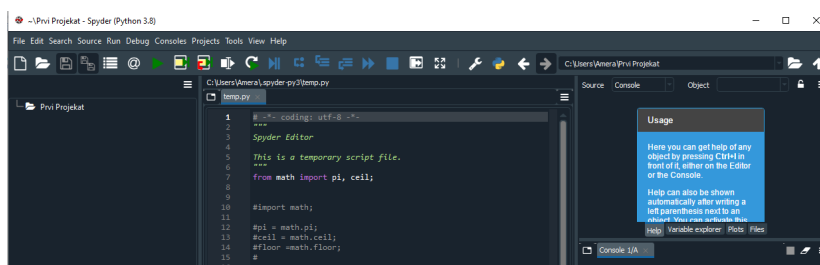 ~\Prvi Projekat - Spyder (Python 3.8)
File Edit Search Source Run Debug Consoles Projects Tools View Help
C:\Users\Amera\Prvi Projekat
C:\Users\Amera\.spyder-py3\temp.py
Source Console Object
temp.py
Prvi Projekat
1 # -*- coding: utf-8 -*-
2 """
3 Spyder Editor
4
5 This is a temporary script file.
6 """
7 from math import pi, ceil;
8
9
10 #import math;
11
12 #pi = math.pi;
13 #ceil = math.ceil;
14 #floor =math.floor;
15 #
Usage
Here you can get help of any
object by pressing Ctrl+I in
front of it, either on the Editor
or the Console.
Help can also be shown
automatically after writing a
left parenthesis next to an
object. You can activate this
Help Variable explorer Plots Files
Console 1/A